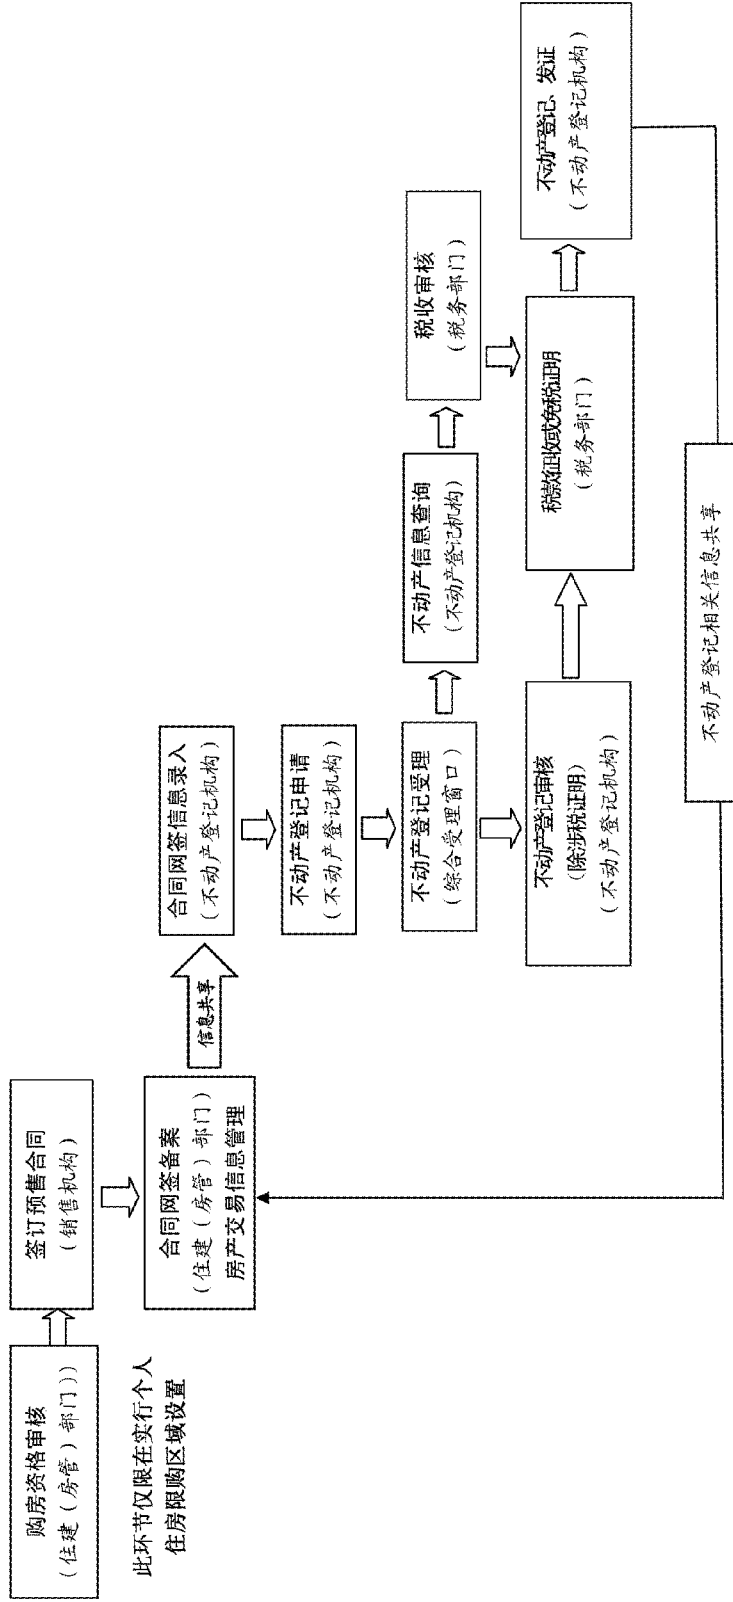 购房资格审核
（住建（房管）部门））
此环节仅限在实行个人
住房限购区域设置
签订预售合同
（销售机构）
合同网签备案
（住建（房管）部门）
房产交易信息管理
信息共享
合同网签信息录入
（不动产登记机构）
不动产登记申请
（不动产登记机构）
不动产登记受理
（综合受理窗口）
不动产信息查询
（不动产登记机构）
税收审核
（税务部门）
不动产登记审核
（除涉税证明）
（不动产登记机构）
税款征收或免税证明
（税务部门）
不动产登记、发证
（不动产登记机构）
不动产登记相关信息共享